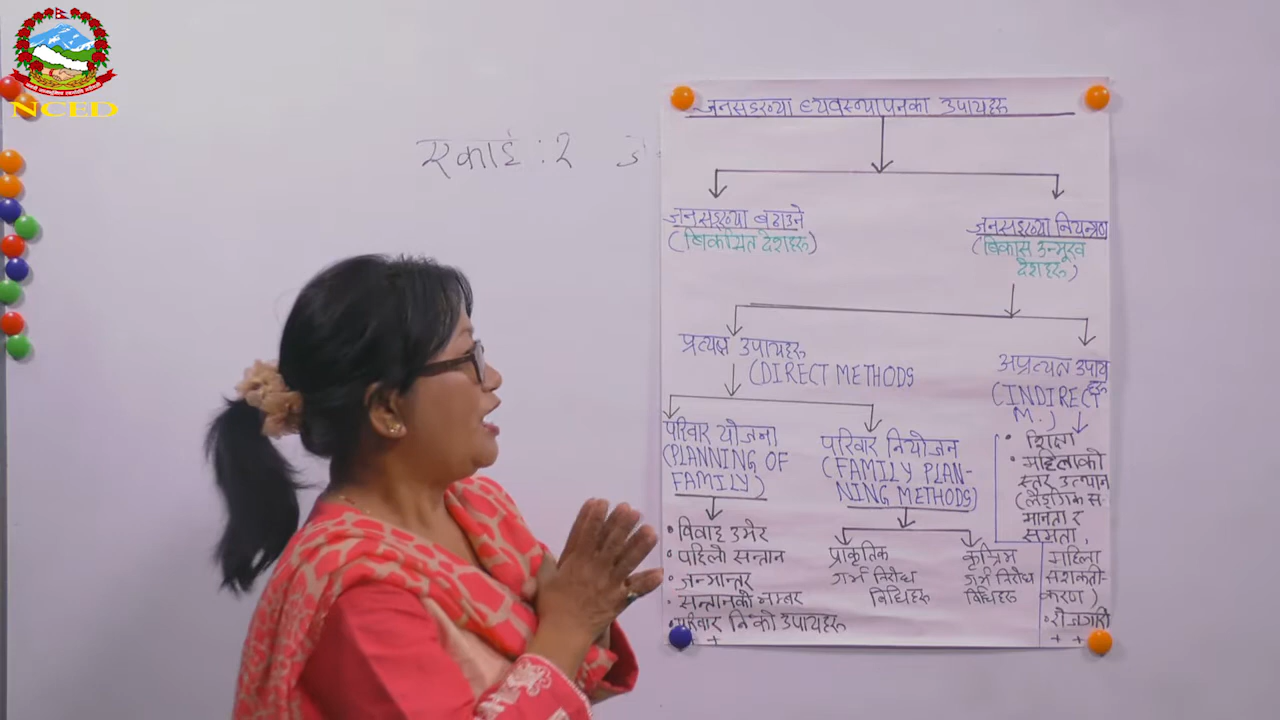 NCED
एकाइ : २
जनसङ्ख्या व्यवस्थापनका उपायहरू
जनसङ्ख्या बढाउने
(विकसित देशहरू)
जनसङ्ख्या नियन्त्रण
(विकास उन्मूख
देशहरू)
प्रत्यक्ष उपायहरू
(DIRECT METHODS
अप्रत्यक्ष उपाय
हरू
(INDIRECT
M.)
परिवार योजना
(PLANNING OF
FAMILY)
परिवार नियोजन
(FAMILY PLAN-
NING METHODS)
• विवाह उमेर
• पहिलो सन्तान
• जन्मान्तर
• सन्तानको नम्बर
परिवार नि.को उपायहरू
+ +
प्राकृतिक
गर्भ निरोध
विधिहरू
कृत्रिम
गर्भ निरोध
विधिहरू
• शिक्षा
• महिलाको
स्तर उत्थान
(लैङ्गिक स-
मानता र
समता,
महिला
सशक्ती-
करण)
• रोजगारी
+ +